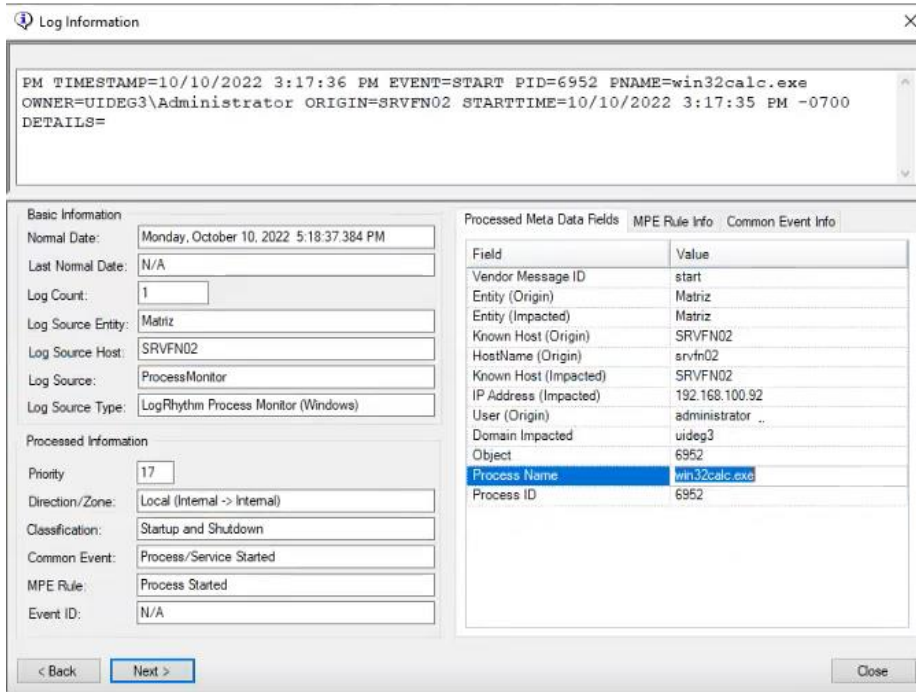 Log Information
PM TIMESTAMP=10/10/2022 3:17:36 PM EVENT=START PID=6952 PNAME=win32calc.exe
OWNER=UIDEG3\Administrator ORIGIN=SRVFN02 STARTTIME=10/10/2022 3:17:35 PM -0700
DETAILS=
Basic Information
Normal Date: Monday, October 10, 2022 5:18:37.384 PM
Last Normal Date: N/A
Log Count: 1
Log Source Entity: Matriz
Log Source Host: SRVFN02
Log Source: ProcessMonitor
Log Source Type: LogRhythm Process Monitor (Windows)
Processed Information
Priority 17
Direction/Zone: Local (Internal -> Internal)
Classification: Startup and Shutdown
Common Event: Process/Service Started
MPE Rule: Process Started
Event ID: N/A
Processed Meta Data Fields MPE Rule Info Common Event Info
Field Value
Vendor Message ID start
Entity (Origin) Matriz
Entity (Impacted) Matriz
Known Host (Origin) SRVFN02
HostName (Origin) srvfn02
Known Host (Impacted) SRVFN02
IP Address (Impacted) 192.168.100.92
User (Origin) administrator
Domain Impacted uideg3
Object 6952
Process Name win32calc.exe
Process ID 6952
< Back Next > Close